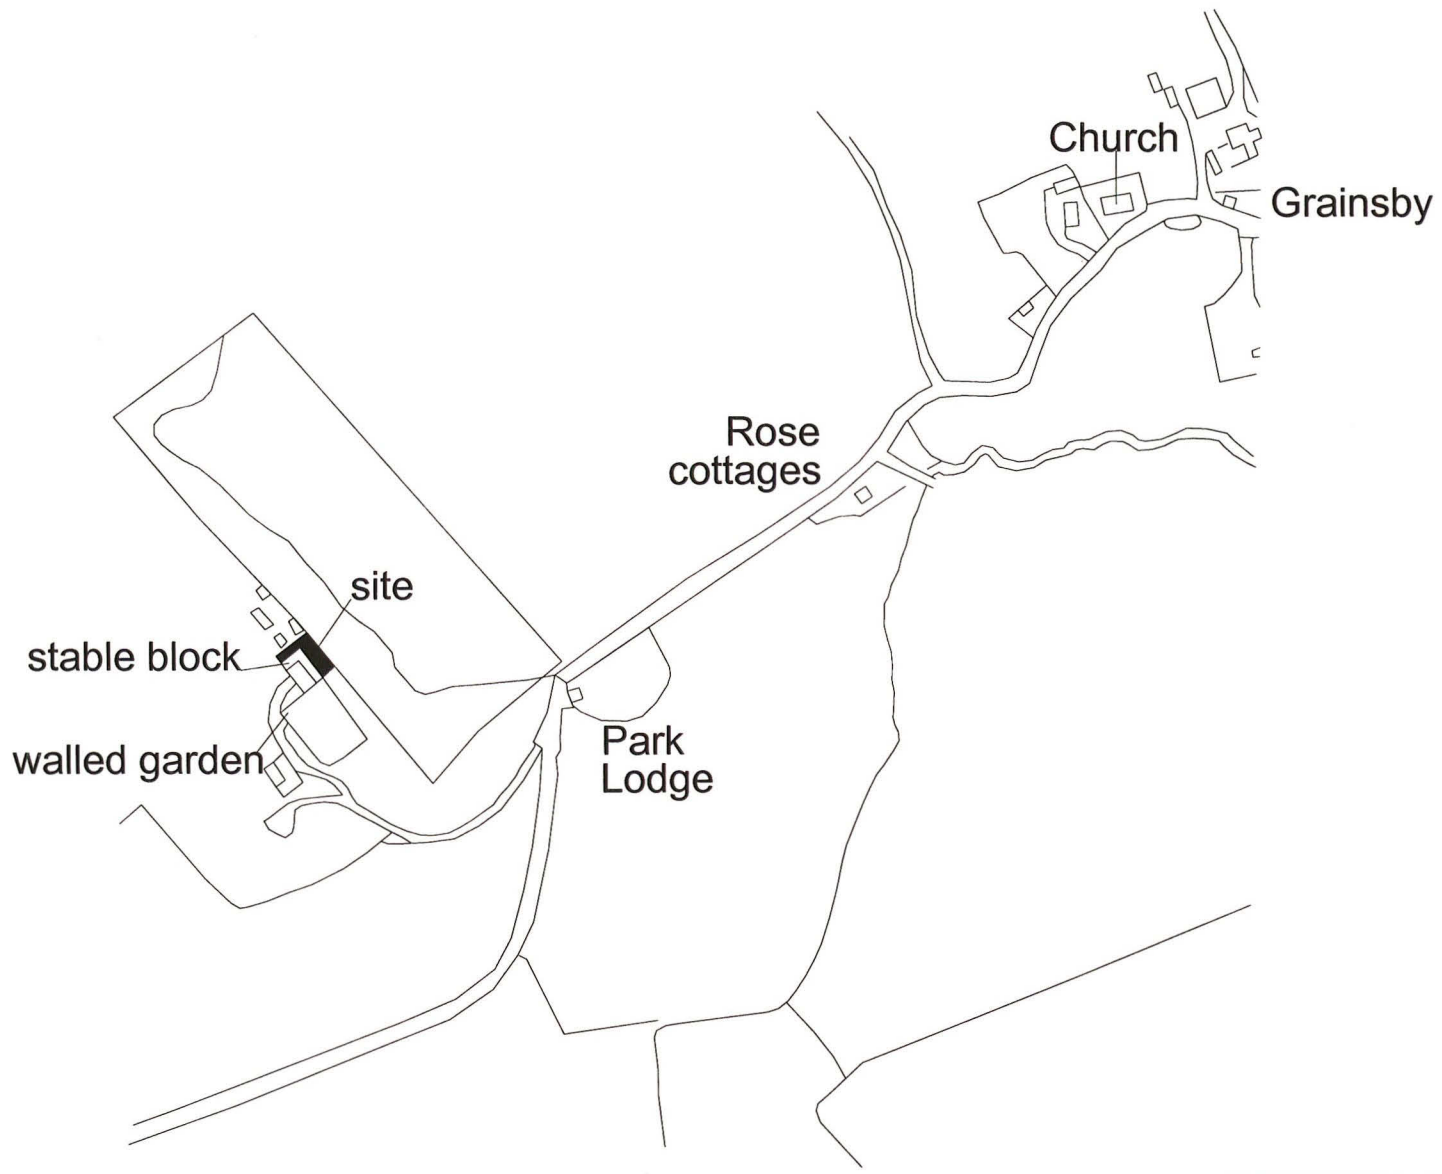 Church
Grainsby
Rose
cottages
site
stable block
walled garden
Park
Lodge